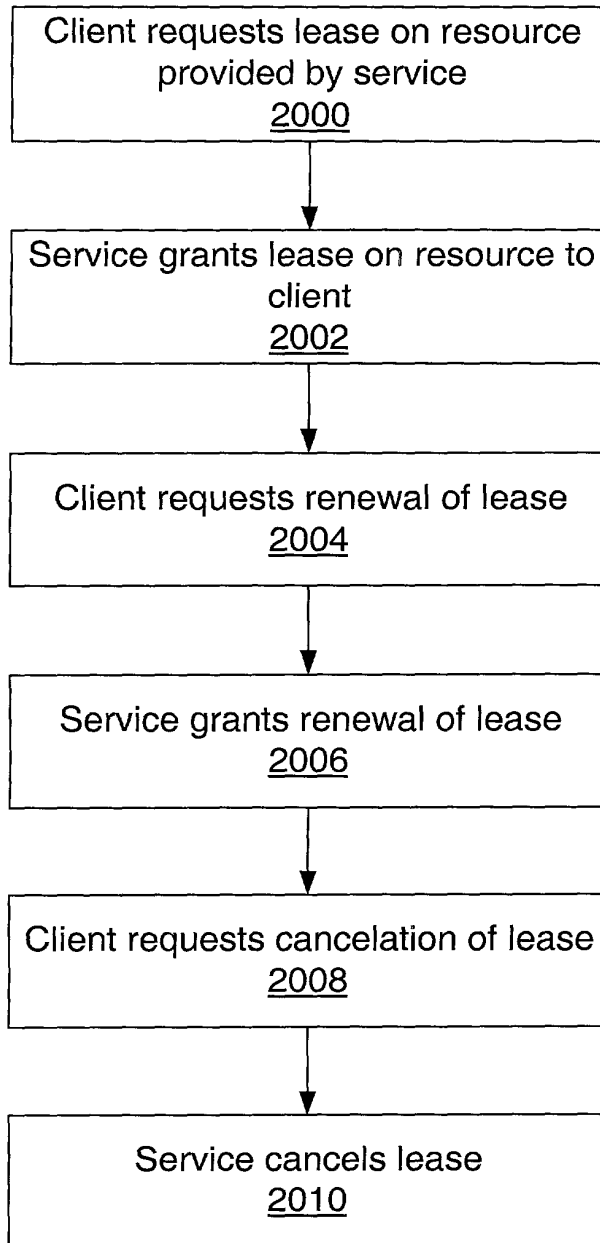 Client requests lease on resource
provided by service
2000
Service grants lease on resource to
client
2002
Client requests renewal of lease
2004
Service grants renewal of lease
2006
Client requests cancelation of lease
2008
Service cancels lease
2010